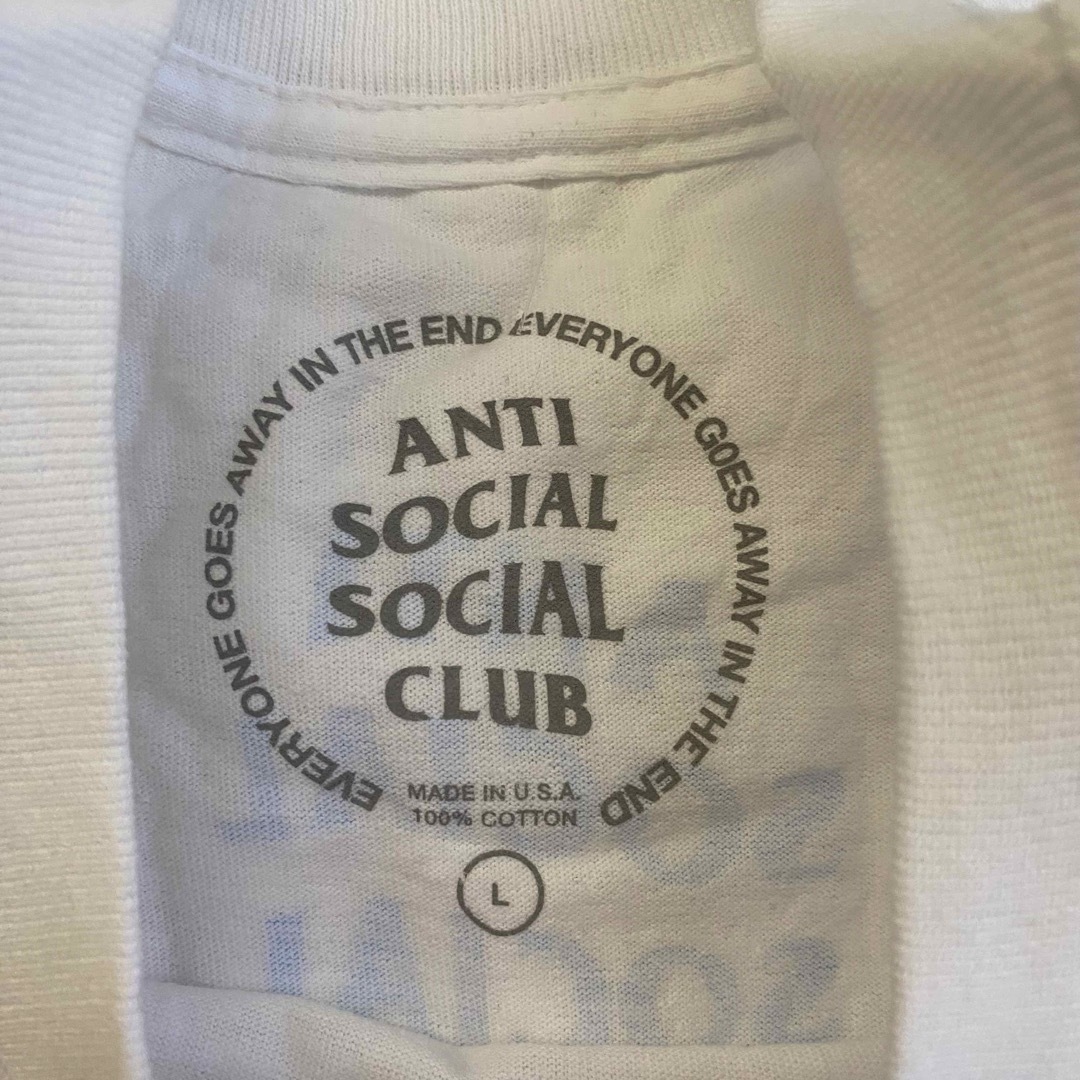 EVERYONE GOES AWAY IN THE END EVERYONE GOES AWAY IN THE END
ANTI
SOCIAL
SOCIAL
CLUB
MADE IN U.S.A.
100% COTTON
L